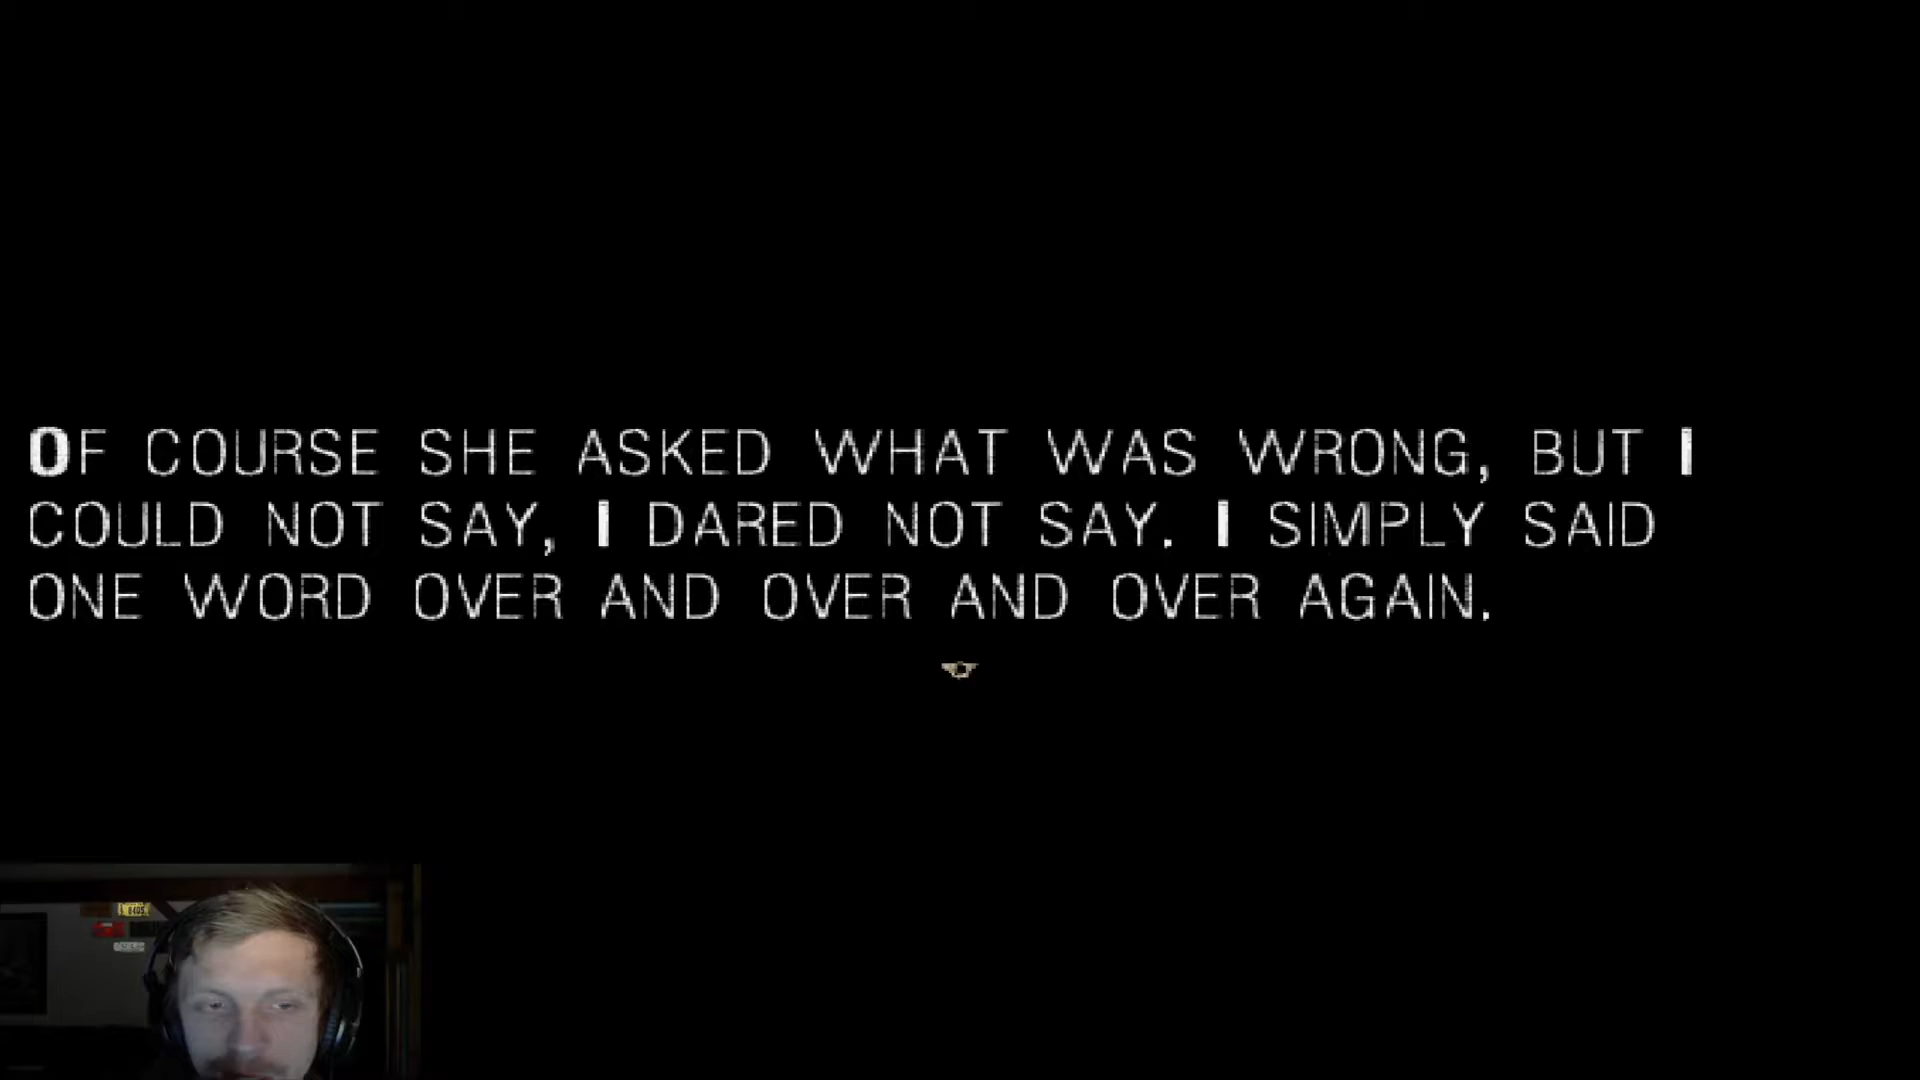 OF COURSE SHE ASKED WHAT WAS WRONG, BUT I
COULD NOT SAY, I DARED NOT SAY. I SIMPLY SAID
ONE WORD OVER AND OVER AND OVER AGAIN.